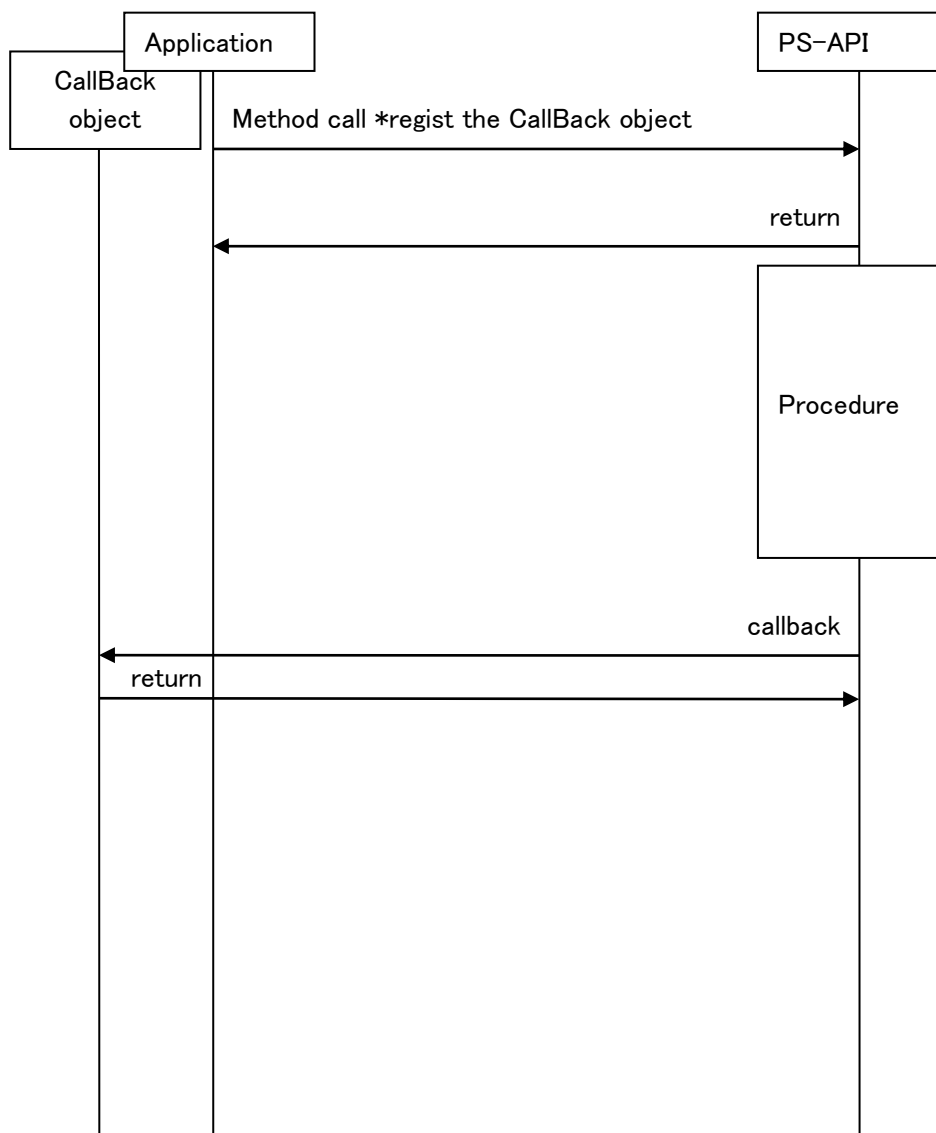 Application
PS-API
CallBack
object
Method call *regist the CallBack object
return
Procedure
callback
return